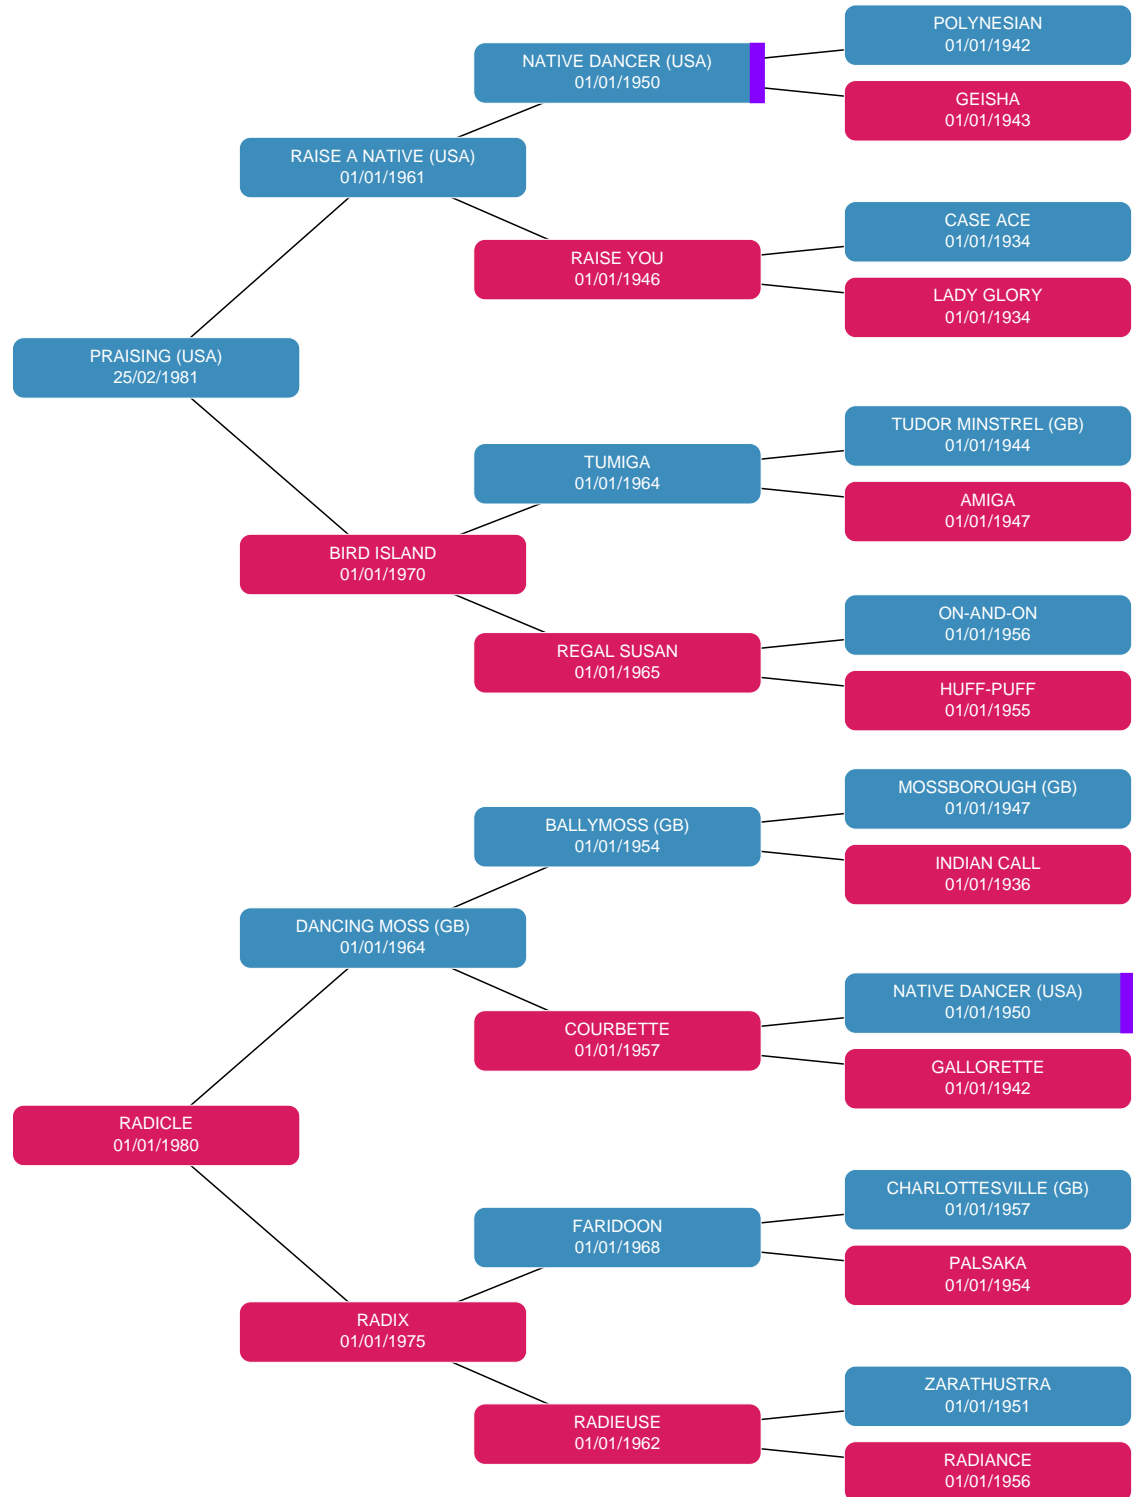 POLYNESIAN
01/01/1942
NATIVE DANCER (USA)
01/01/1950
GEISHA
01/01/1943
RAISE A NATIVE (USA)
01/01/1961
CASE ACE
01/01/1934
RAISE YOU
01/01/1946
LADY GLORY
01/01/1934
PRAISING (USA)
25/02/1981
TUDOR MINSTREL (GB)
01/01/1944
TUMIGA
01/01/1964
AMIGA
01/01/1947
BIRD ISLAND
01/01/1970
ON-AND-ON
01/01/1956
REGAL SUSAN
01/01/1965
HUFF-PUFF
01/01/1955
MOSSBOROUGH (GB)
01/01/1947
BALLYMOSS (GB)
01/01/1954
INDIAN CALL
01/01/1936
DANCING MOSS (GB)
01/01/1964
NATIVE DANCER (USA)
01/01/1950
COURBETTE
01/01/1957
GALLORETTE
01/01/1942
RADICLE
01/01/1980
CHARLOTTESVILLE (GB)
01/01/1957
FARIDOON
01/01/1968
PALSAKA
01/01/1954
RADIX
01/01/1975
ZARATHUSTRA
01/01/1951
RADIEUSE
01/01/1962
RADIANCE
01/01/1956